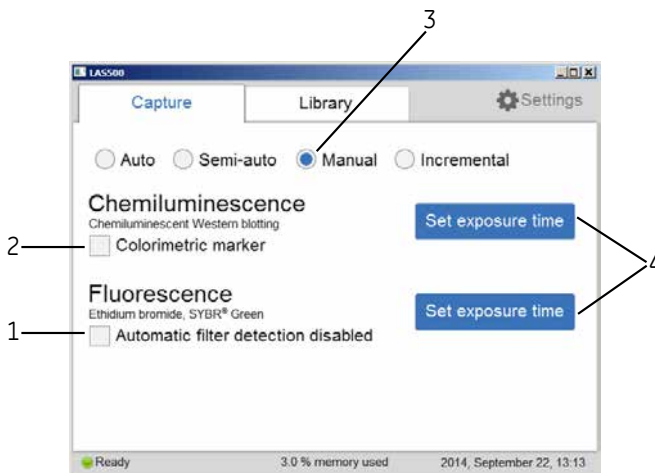 3
LAS500
Capture Library Settings
Auto Semi-auto Manual Incremental
Chemiluminescence
Chemiluminescent Western blotting
Set exposure time
2 Colorimetric marker
4
Fluorescence
Ethidium bromide, SYBR® Green
Set exposure time
1 Automatic filter detection disabled
Ready 3.0 % memory used 2014, September 22, 13:13